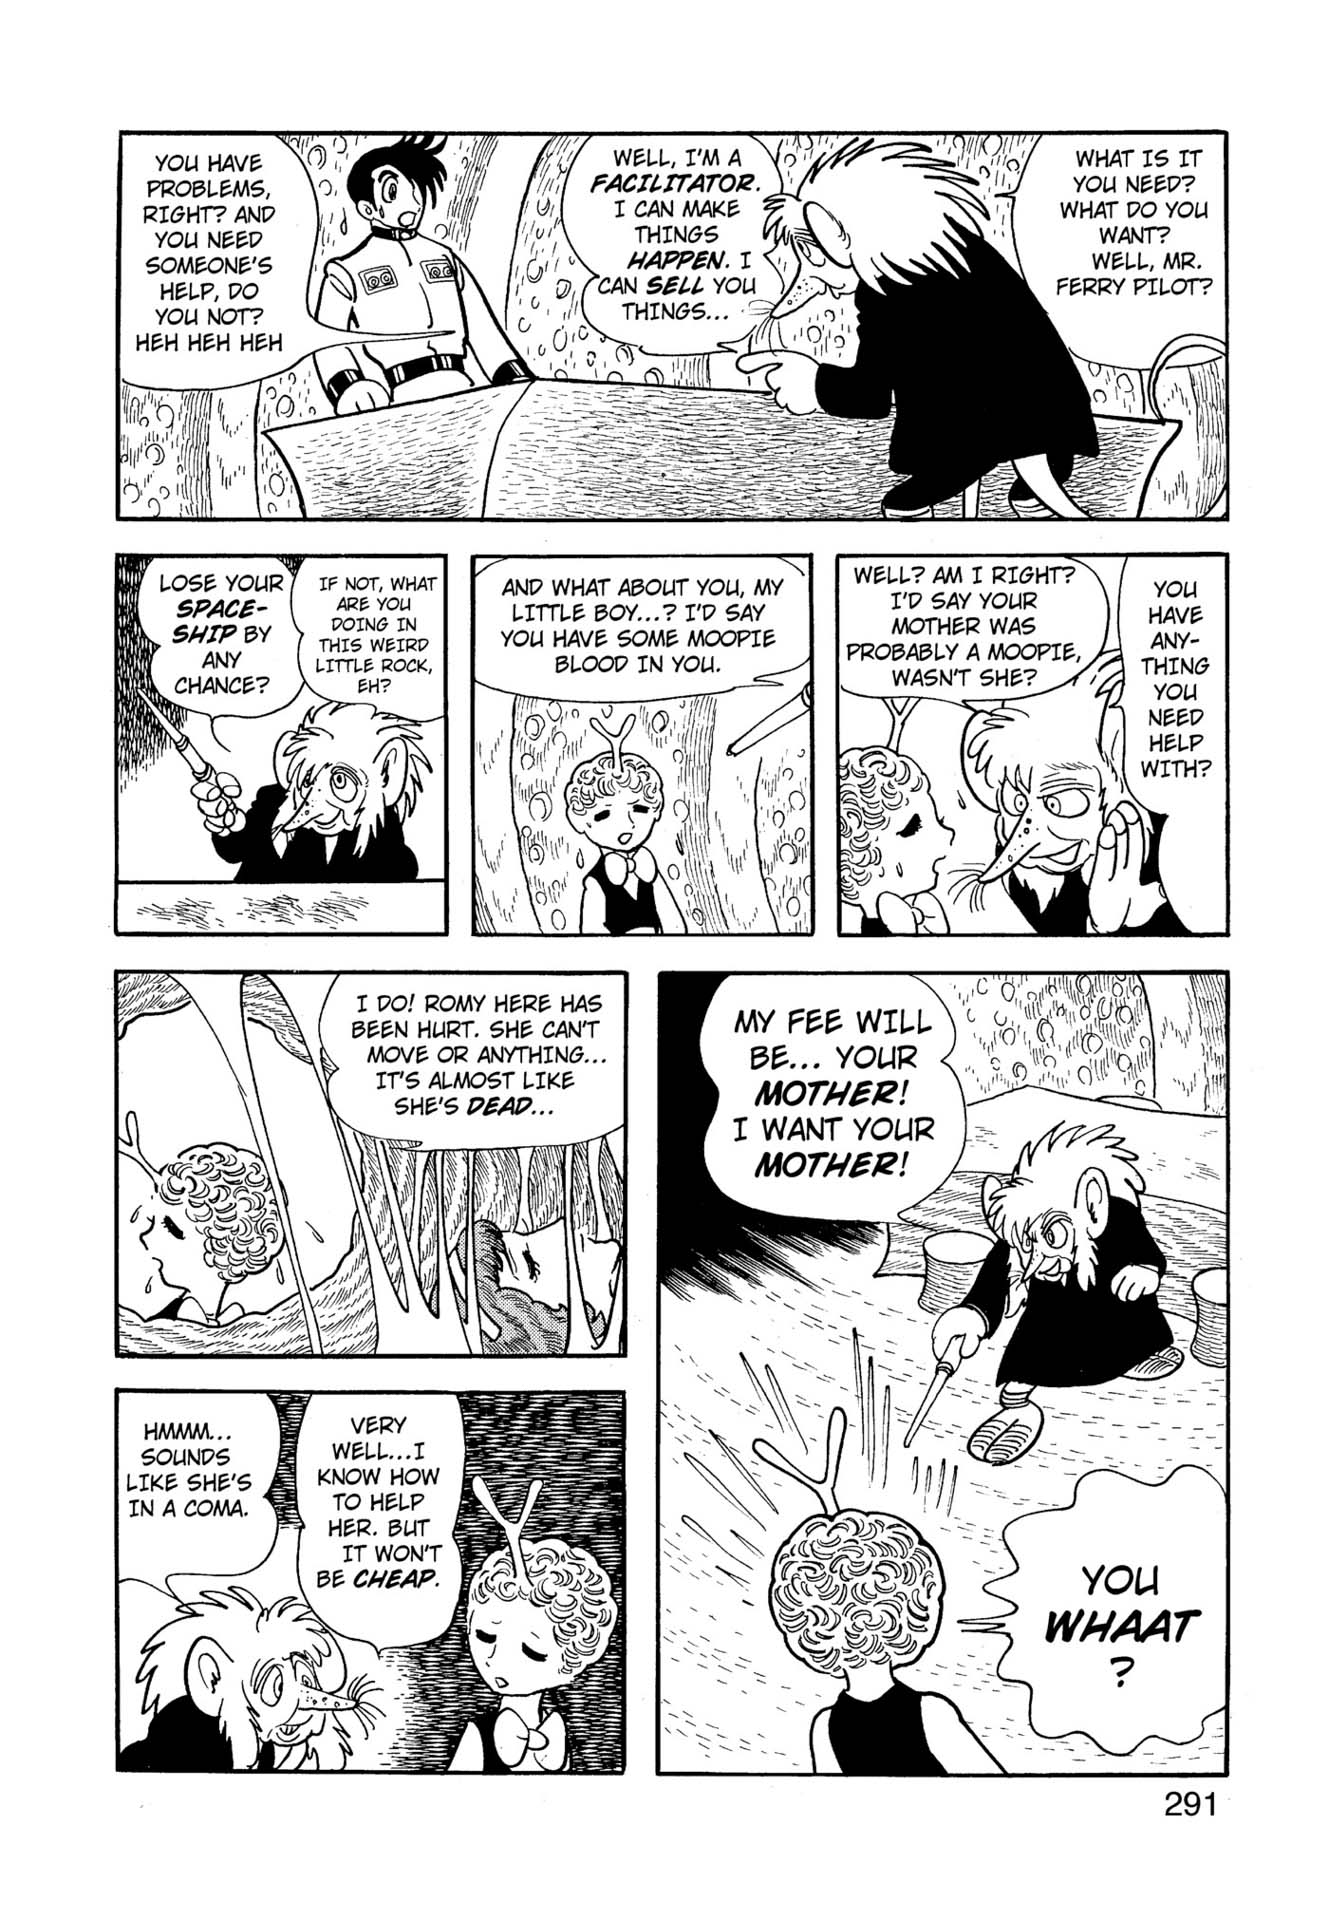 YOU HAVE
PROBLEMS,
RIGHT? AND
YOU NEED
SOMEONE'S
HELP, DO
YOU NOT?
HEH HEH HEH
WELL, I'M A
FACILITATOR.
I CAN MAKE
THINGS
HAPPEN. I
CAN SELL YOU
THINGS...
WHAT IS IT
YOU NEED?
WHAT DO YOU
WANT?
WELL, MR.
FERRY PILOT?
LOSE YOUR
SPACE-
SHIP BY
ANY
CHANCE?
IF NOT, WHAT
ARE YOU
DOING IN
THIS WEIRD
LITTLE ROCK,
EH?
AND WHAT ABOUT YOU, MY
LITTLE BOY...? I'D SAY
YOU HAVE SOME MOOPIE
BLOOD IN YOU.
WELL? AM I RIGHT?
I'D SAY YOUR
MOTHER WAS
PROBABLY A MOOPIE,
WASN'T SHE?
YOU
HAVE
ANY-
THING
YOU
NEED
HELP
WITH?
I DO! ROMY HERE HAS
BEEN HURT. SHE CAN'T
MOVE OR ANYTHING...
IT'S ALMOST LIKE
SHE'S DEAD...
HMMM...
SOUNDS
LIKE SHE'S
IN A COMA.
VERY
WELL...I
KNOW HOW
TO HELP
HER. BUT
IT WON'T
BE CHEAP.
MY FEE WILL
BE... YOUR
MOTHER!
I WANT YOUR
MOTHER!
YOU
WHAAT
?
291